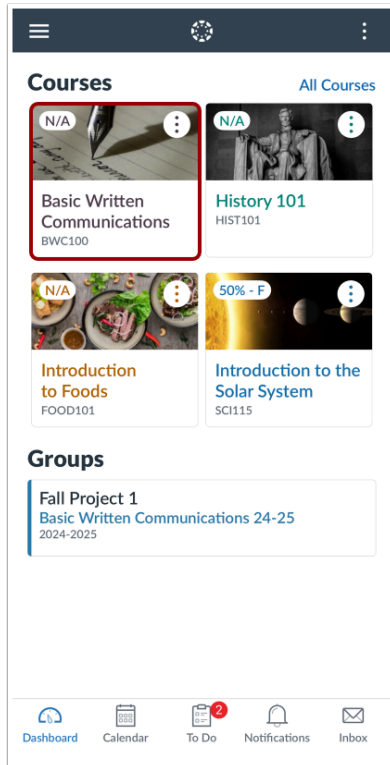 Courses
All Courses
N/A
Basic Written
Communications
BWC100
N/A
History 101
HIST101
N/A
Introduction
to Foods
FOOD101
50% - F
Introduction to the
Solar System
SCI115
Groups
Fall Project 1
Basic Written Communications 24-25
2024-2025
2
Dashboard
Calendar
To Do
Notifications
Inbox